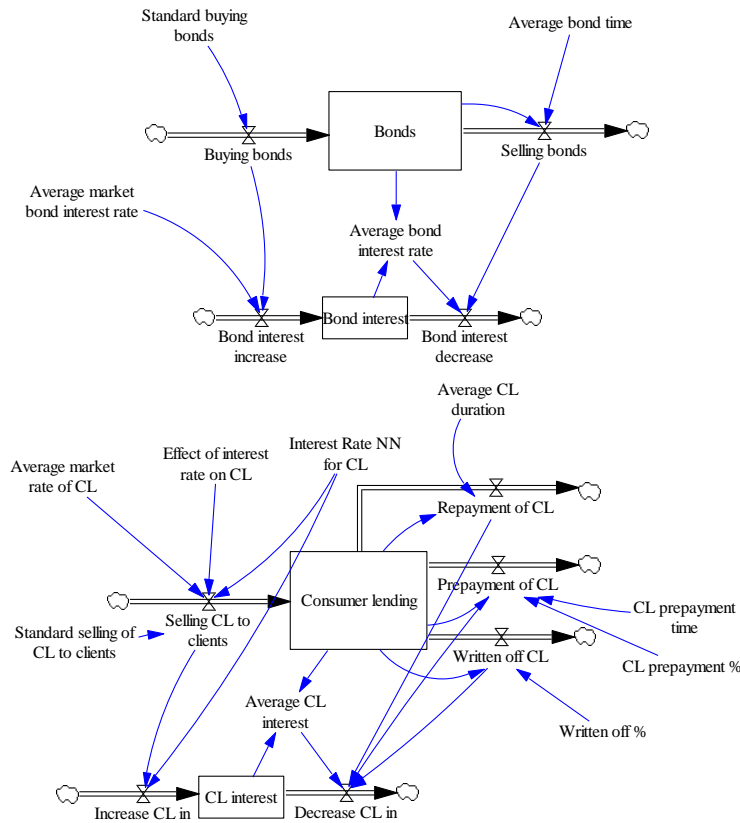 Standard buying
bonds
Average bond time
Bonds
Buying bonds
Selling bonds
Average market
bond interest rate
Average bond
interest rate
Bond interest
Bond interest
increase
Bond interest
decrease
Average CL
duration
Effect of interest
rate on CL
Interest Rate NN
for CL
Average market
rate of CL
Repayment of CL
Consumer lending
Prepayment of CL
Selling CL to
clients
CL prepayment
time
Standard selling of
CL to clients
Written off CL
CL prepayment %
Average CL
interest
Written off %
CL interest
Increase CL in
Decrease CL in